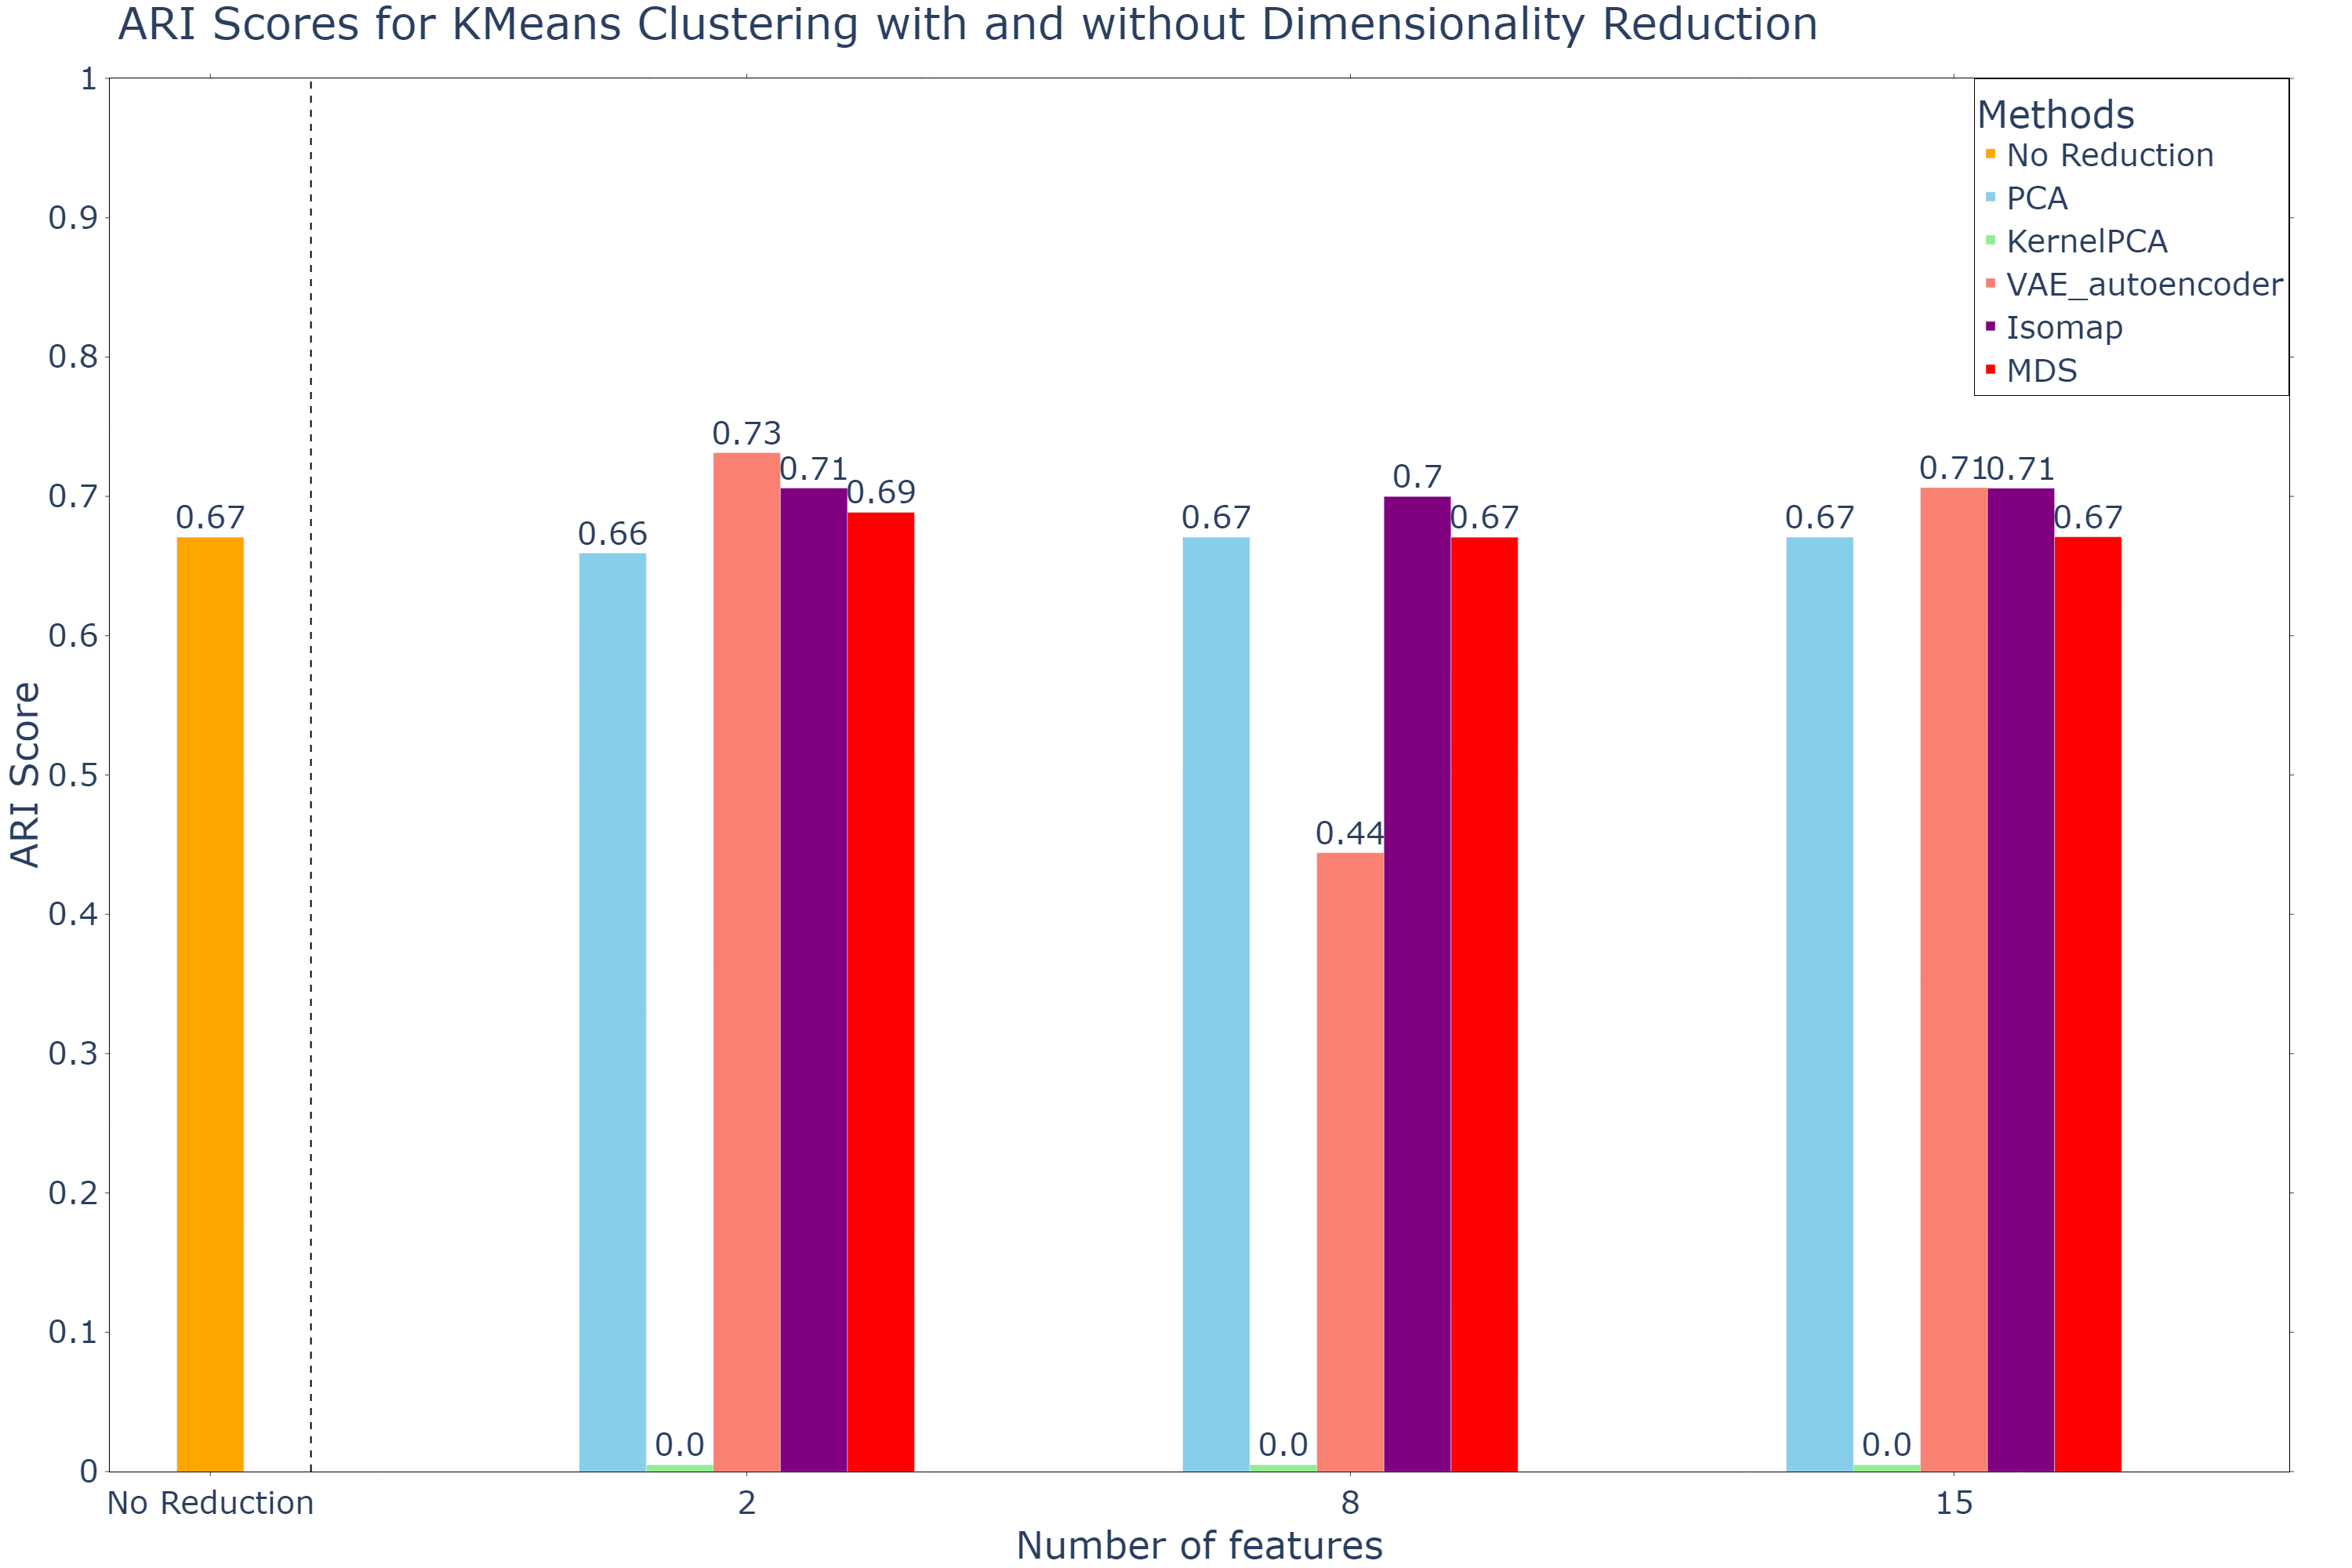 ARI Scores for KMeans Clustering with and without Dimensionality Reduction
1
0.9
0.8
0.7
0.6
0.5
0.4
0.3
0.2
0.1
0
ARI Score
Methods
No Reduction
PCA
KernelPCA
VAE_autoencoder
Isomap
MDS
0.67
0.66
0.0
0.73
0.71
0.69
0.67
0.0
0.44
0.7
0.67
0.67
0.0
0.71
0.71
0.67
No Reduction
2
8
15
Number of features